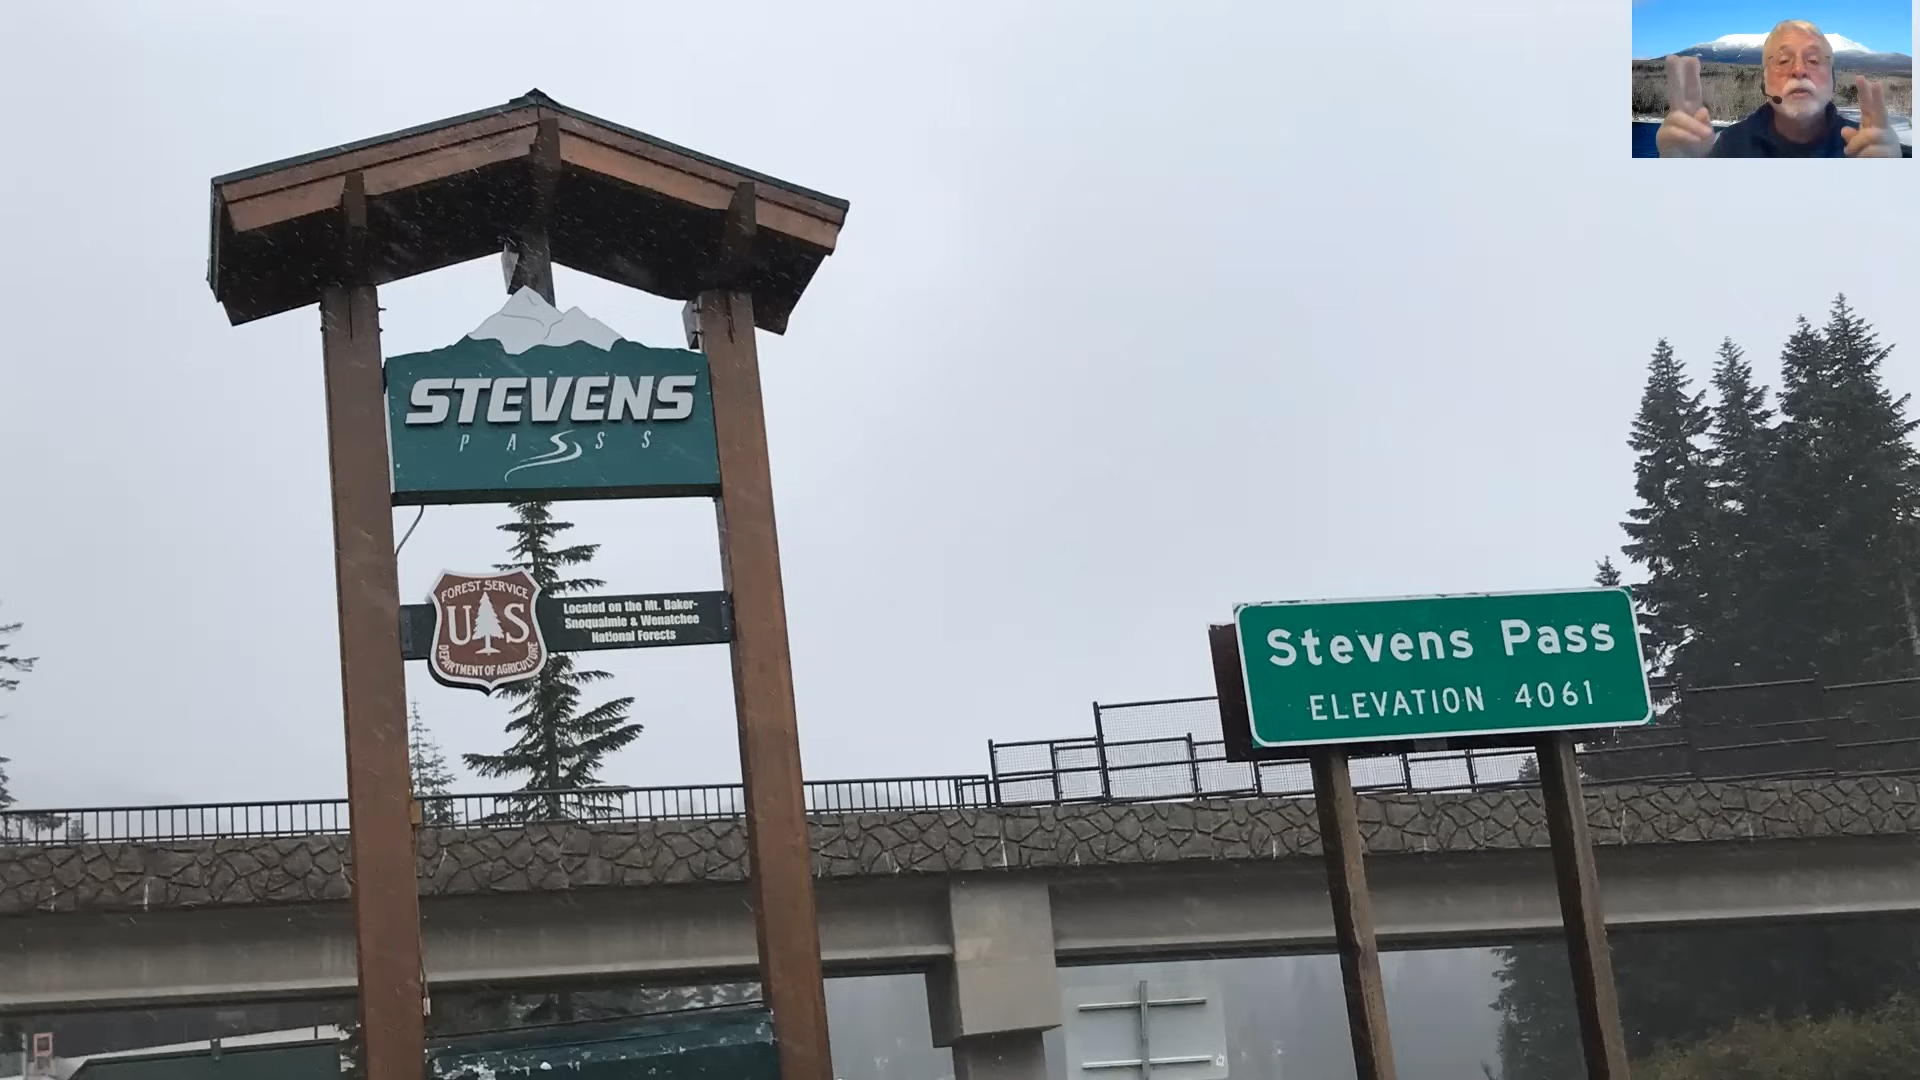 STEVENS
PASS
FOREST SERVICE
US
DEPARTMENT OF AGRICULTURE
Located on the Mt. Baker-
Snoqualmie & Wenatchee
National Forests
Stevens Pass
ELEVATION 4061